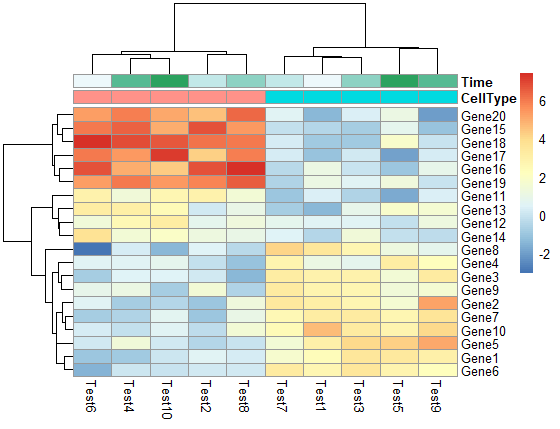 Time
CellType
Gene20
Gene15
Gene18
Gene17
Gene16
Gene19
Gene11
Gene13
Gene12
Gene14
Gene8
Gene4
Gene3
Gene9
Gene2
Gene7
Gene10
Gene5
Gene1
Gene6
6
4
2
0
-2
Test6
Test4
Test10
Test2
Test8
Test7
Test1
Test3
Test5
Test9